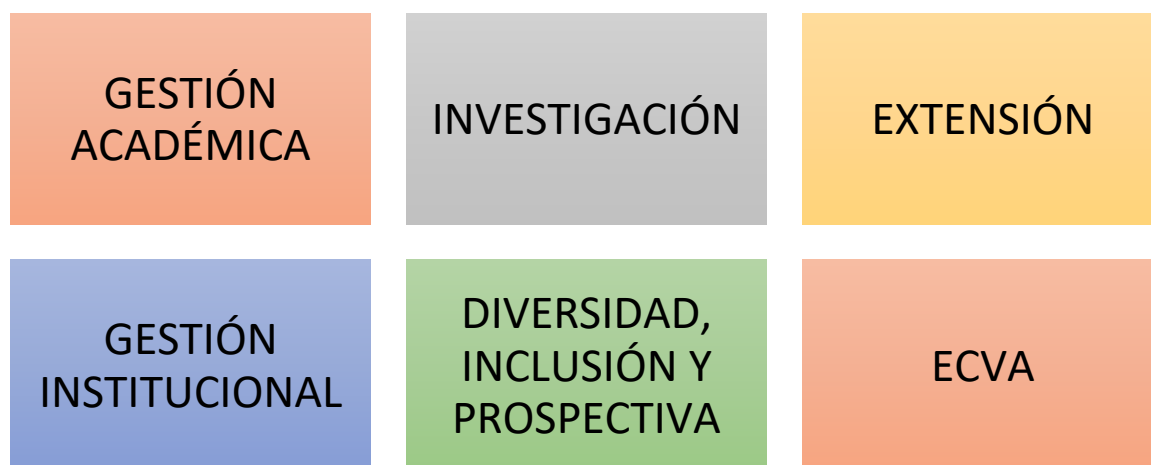 GESTIÓN
ACADÉMICA
INVESTIGACIÓN
EXTENSIÓN
GESTIÓN
INSTITUCIONAL
DIVERSIDAD,
INCLUSIÓN Y
PROSPECTIVA
ECVA